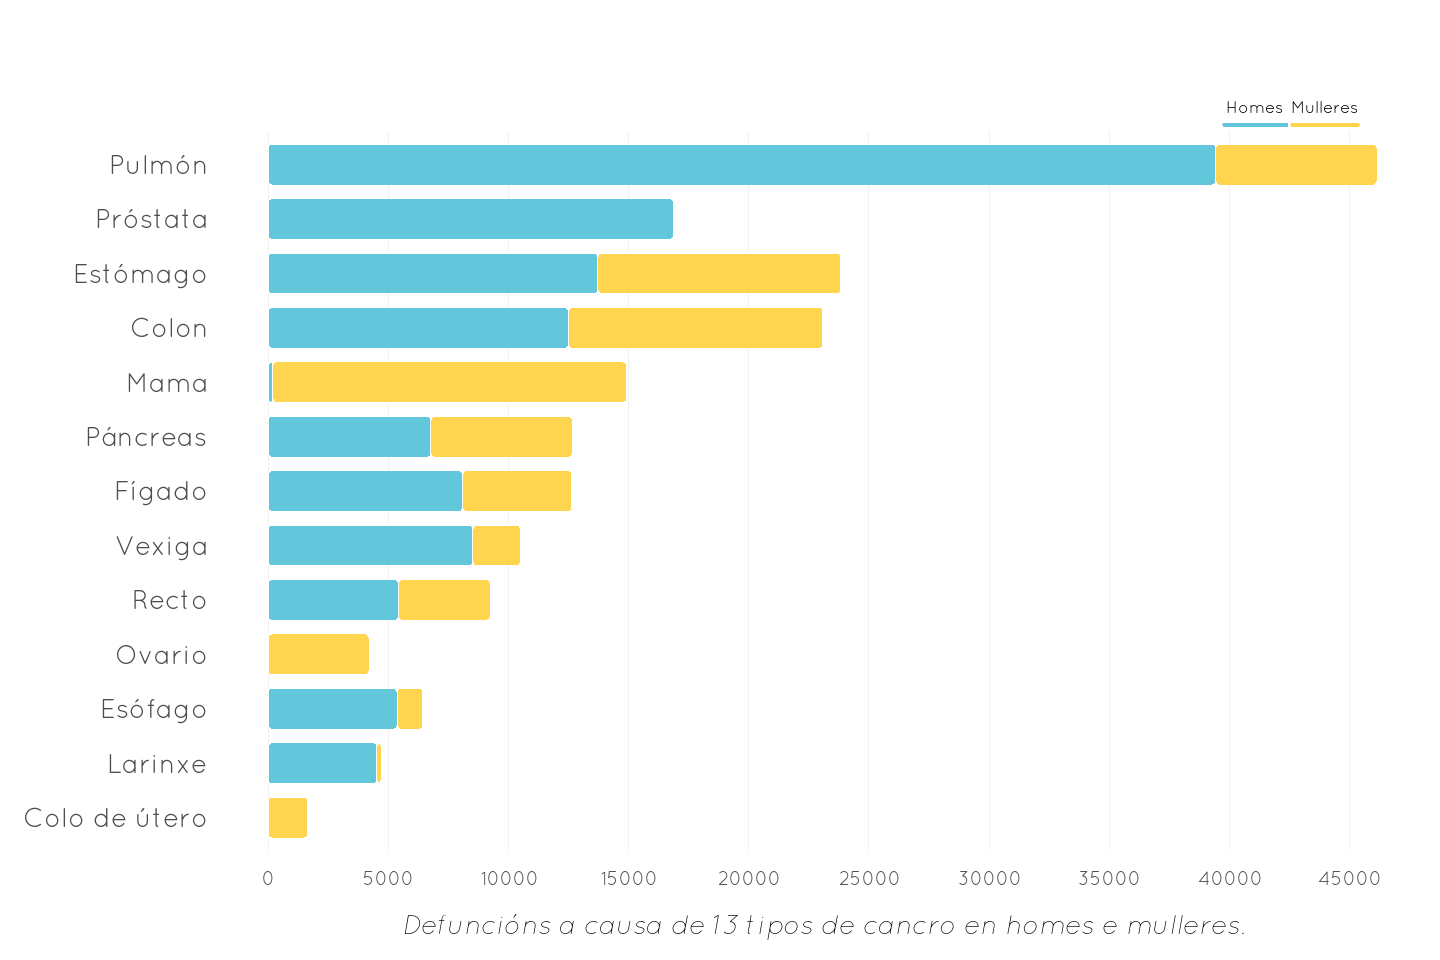 Homes Mulleres
Pulmón
Próstata
Estómago
Colon
Mama
Páncreas
Fígado
Vexiga
Recto
Ovario
Esófago
Larinxe
Colo de útero
0 5000 10000 15000 20000 25000 30000 35000 40000 45000
Defuncións a causa de 13 tipos de cancro en homes e mulleres.